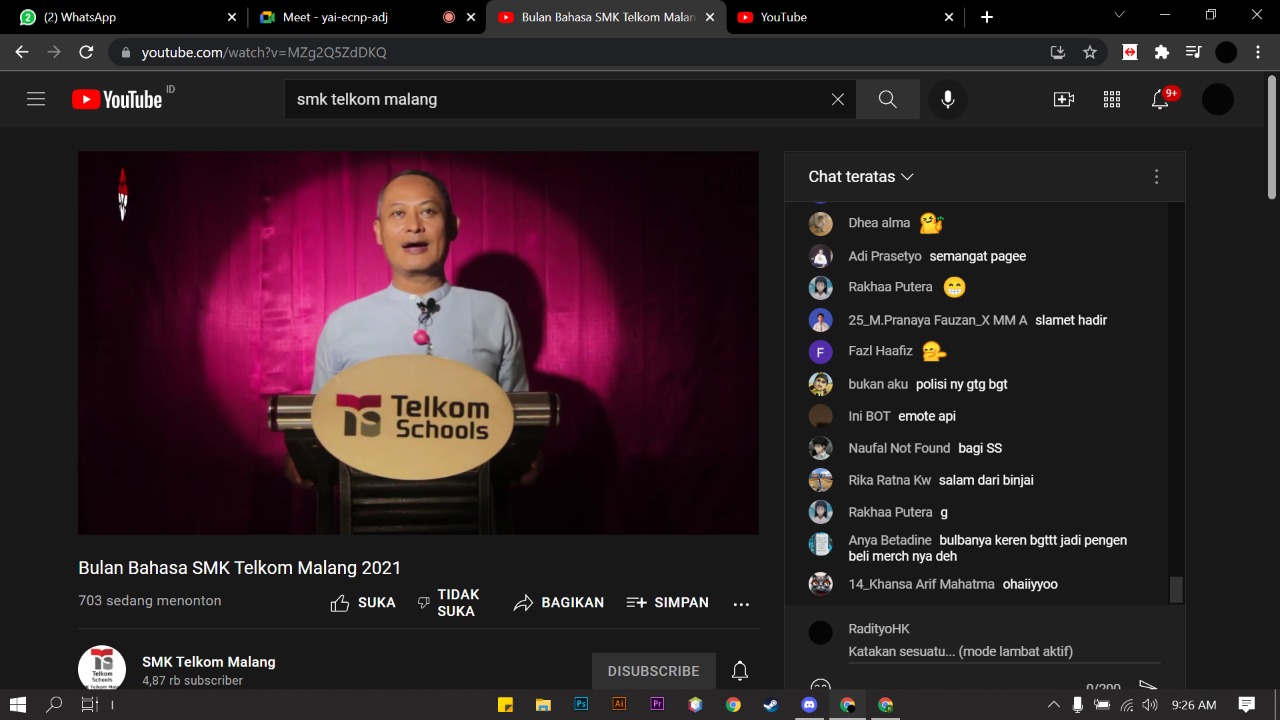 (2) WhatsApp
Meet - yai-ecnp-adj
Bulan Bahasa SMK Telkom Malan
YouTube
youtube.com/watch?v=MZg2Q5ZdDKQ
YouTube ID
smk telkom malang
9+
Telkom
Schools
Bulan Bahasa SMK Telkom Malang 2021
703 sedang menonton
SUKA
TIDAK
SUKA
BAGIKAN
SIMPAN
Telkom
Schools
SMK Telkom Malang
4,87 rb subscriber
DISUBSCRIBE
Chat teratas
Dhea alma
Adi Prasetyo semangat pagee
Rakhaa Putera
25_M.Pranaya Fauzan_X MM A slamet hadir
F Fazl Haafiz
bukan aku polisi ny gtg bgt
Ini BOT emote api
Naufal Not Found bagi SS
Rika Ratna Kw salam dari binjai
Rakhaa Putera g
Anya Betadine bulbanya keren bgttt jadi pengen
beli merch nya deh
14_Khansa Arif Mahatma ohaiiyyoo
RadityoHK
Katakan sesuatu... (mode lambat aktif)
0/200
Ps
Ai
Pr
9:26 AM